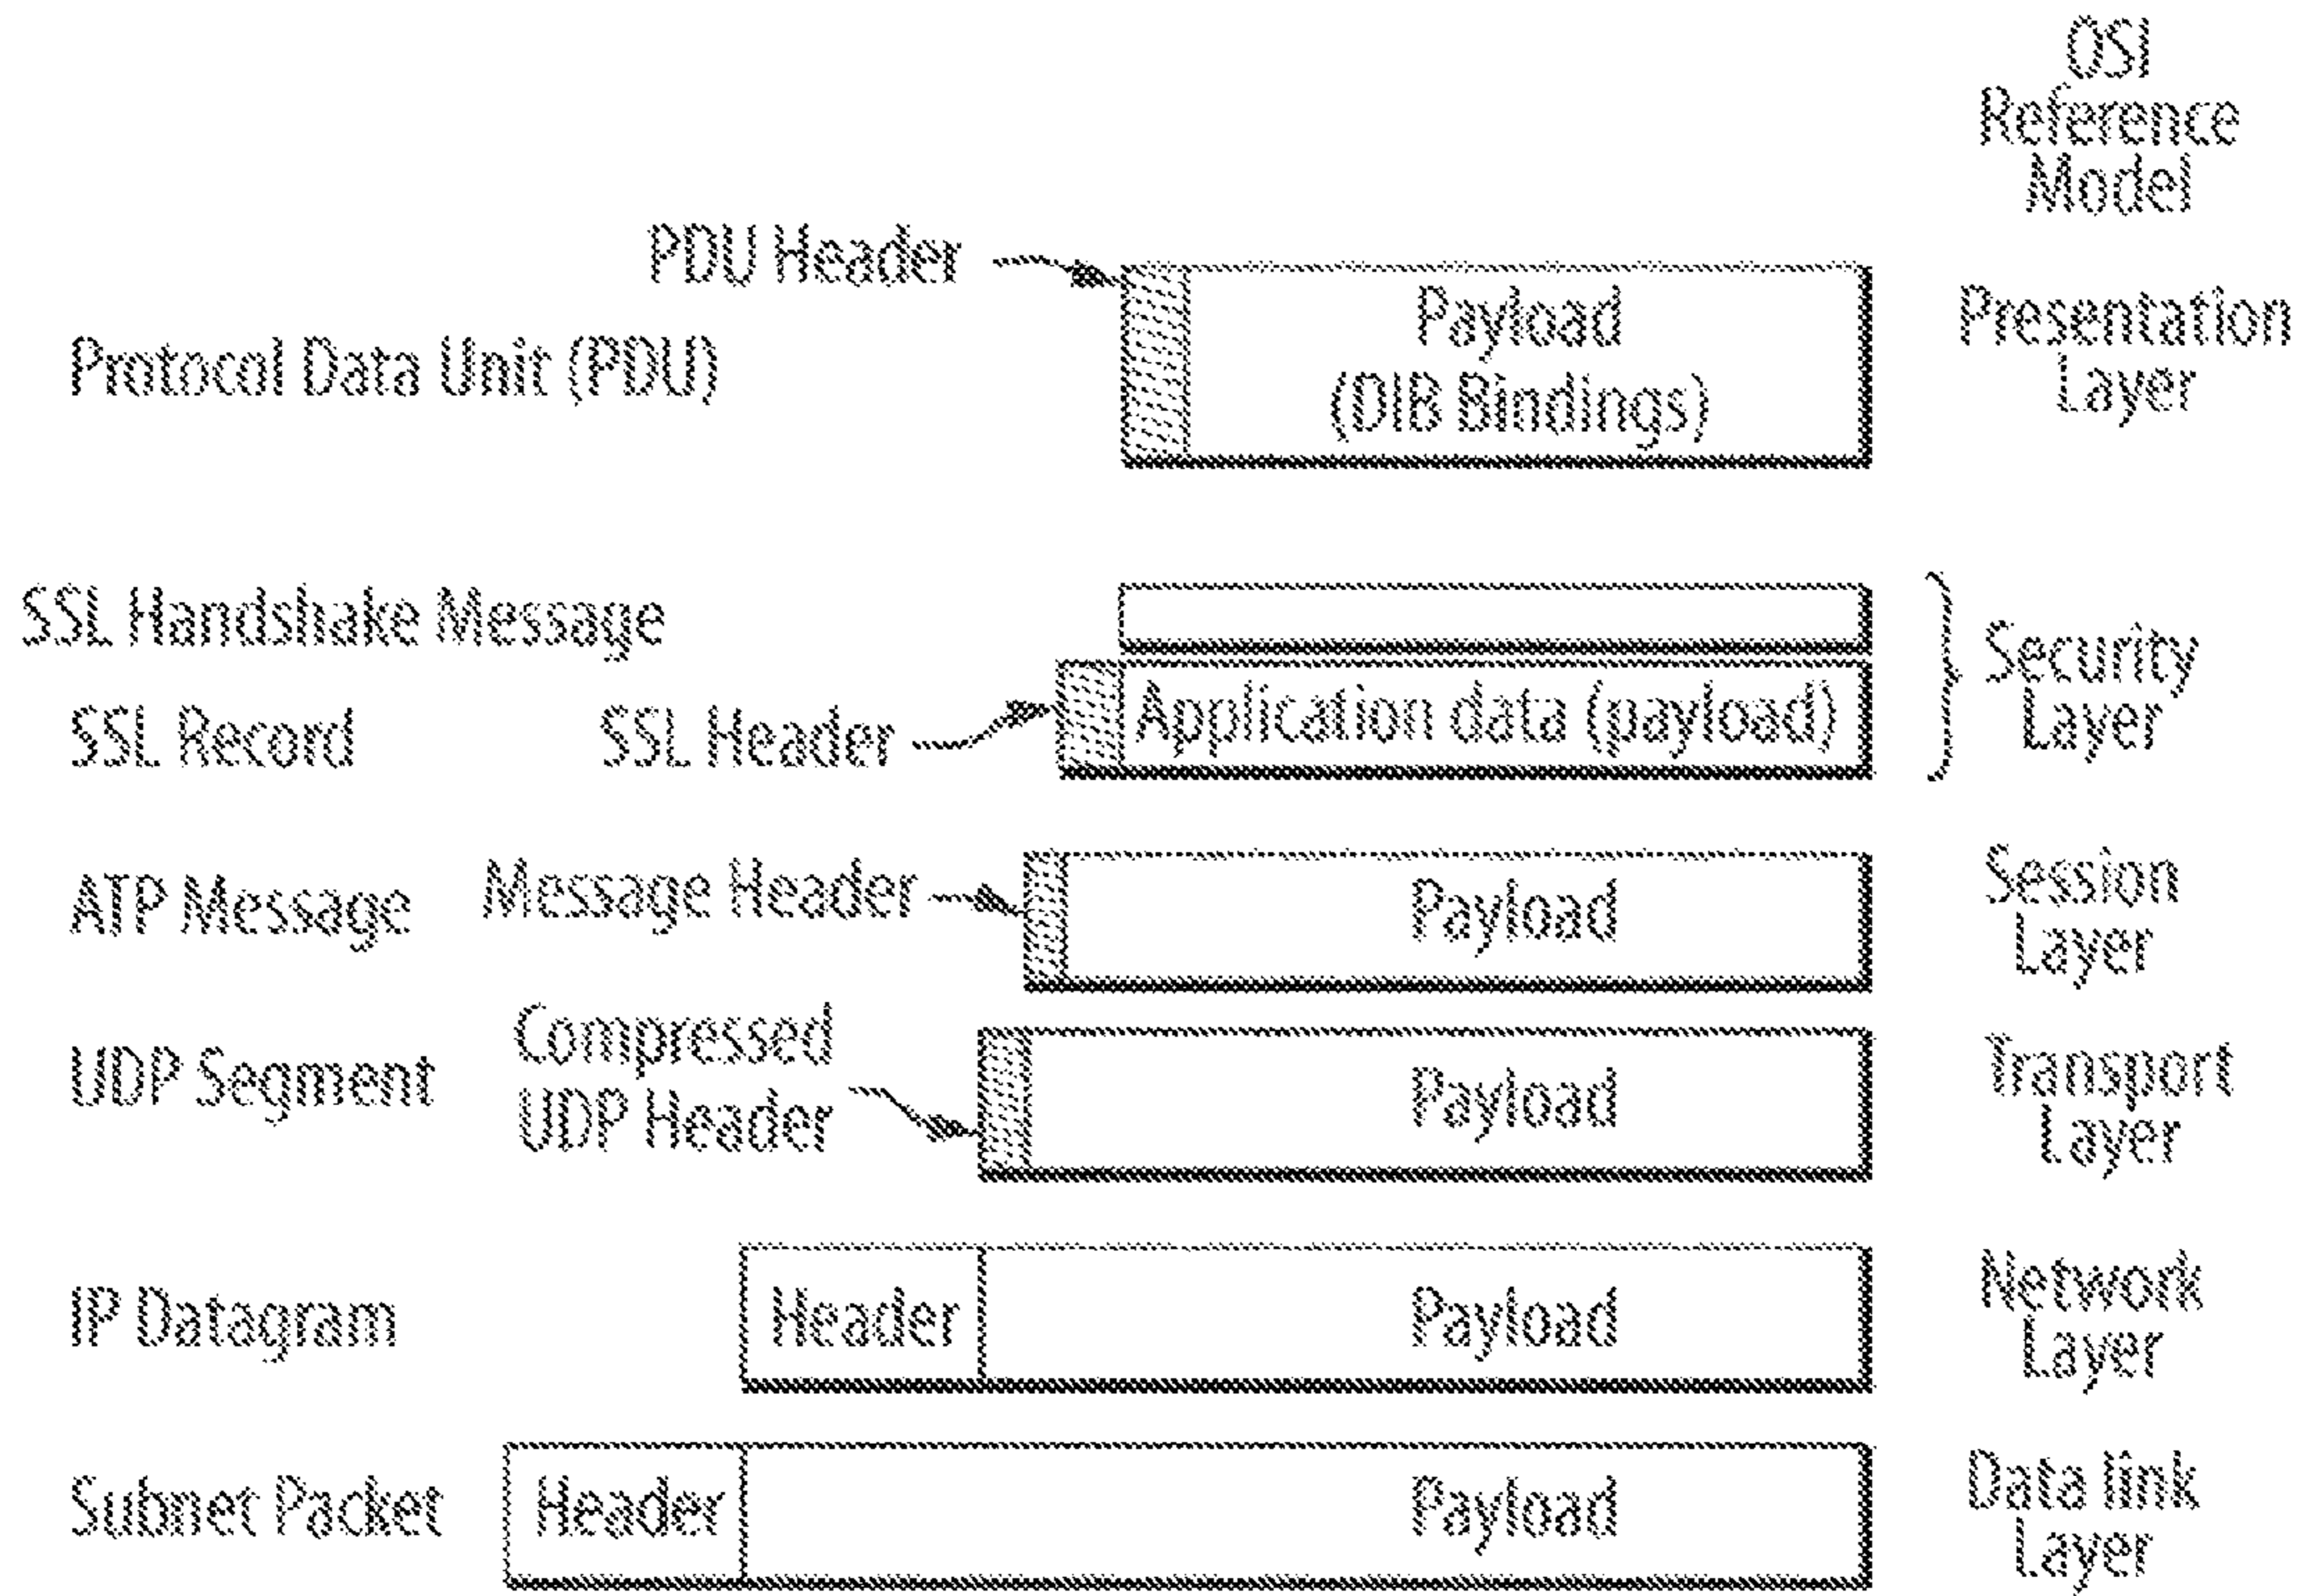 OSI
Reference
Model
PDU Header
Protocol Data Unit (PDU)
Payload
(DIB Bindings)
Presentation
Layer
SSL Handshake Message
SSL Record
SSL Header
Application data (payload)
Security
Layer
ATP Message
Message Header
Payload
Session
Layer
UDP Segment
Compressed
UDP Header
Payload
Transport
Layer
IP Datagram
Header
Payload
Network
Layer
Subnet Packet
Header
Payload
Data link
Layer